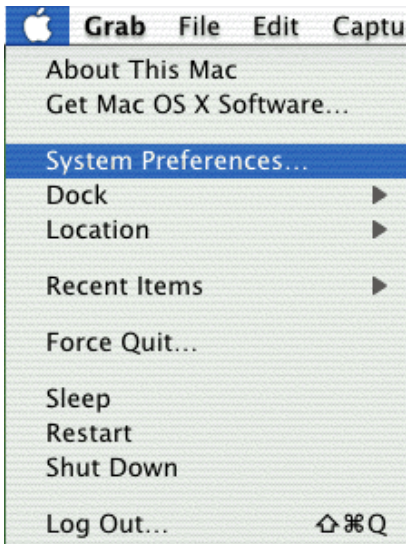 Grab File Edit Captu
About This Mac
Get Mac OS X Software...
System Preferences...
Dock
Location
Recent Items
Force Quit...
Sleep
Restart
Shut Down
Log Out... ⇧⌘Q